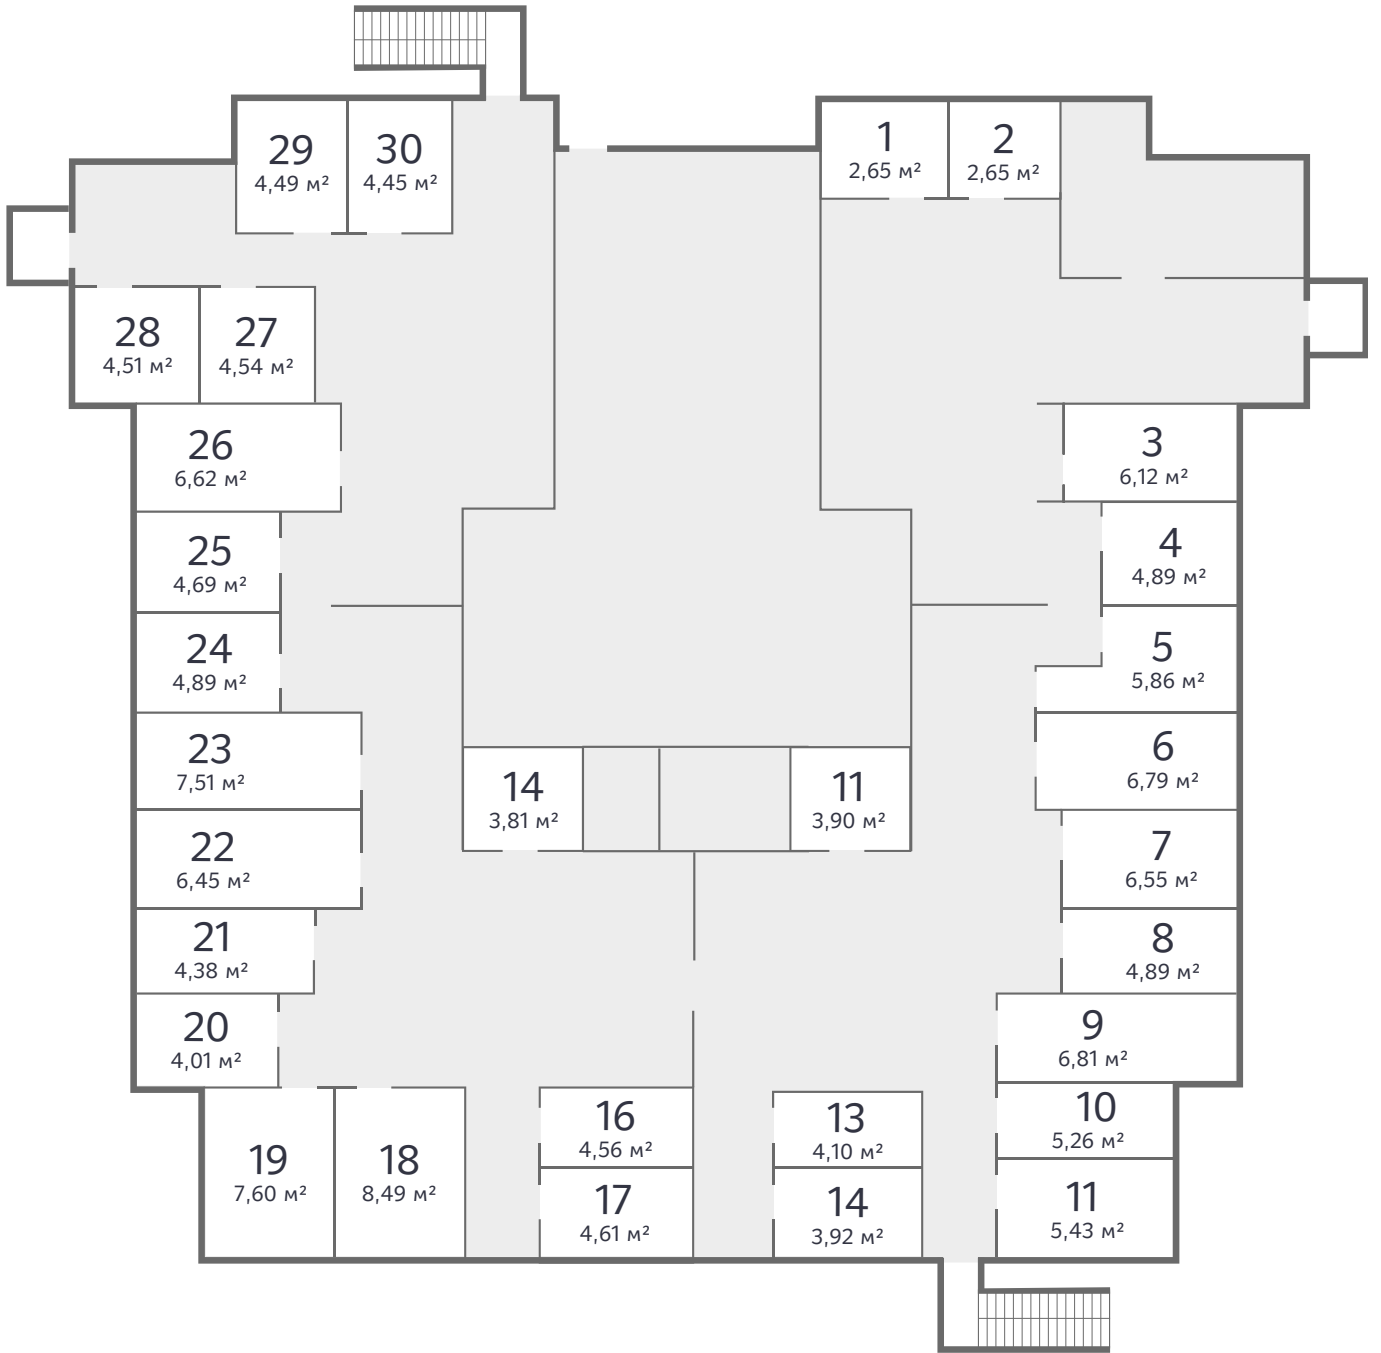 29
4,49 м²
30
4,45 м²
1
2,65 м²
2
2,65 м²
28
4,51 м²
27
4,54 м²
26
6,62 м²
3
6,12 м²
25
4,69 м²
4
4,89 м²
24
4,89 м²
5
5,86 м²
23
7,51 м²
14
3,81 м²
11
3,90 м²
6
6,79 м²
22
6,45 м²
7
6,55 м²
21
4,38 м²
8
4,89 м²
20
4,01 м²
9
6,81 м²
19
7,60 м²
18
8,49 м²
16
4,56 м²
17
4,61 м²
13
4,10 м²
14
3,92 м²
10
5,26 м²
11
5,43 м²